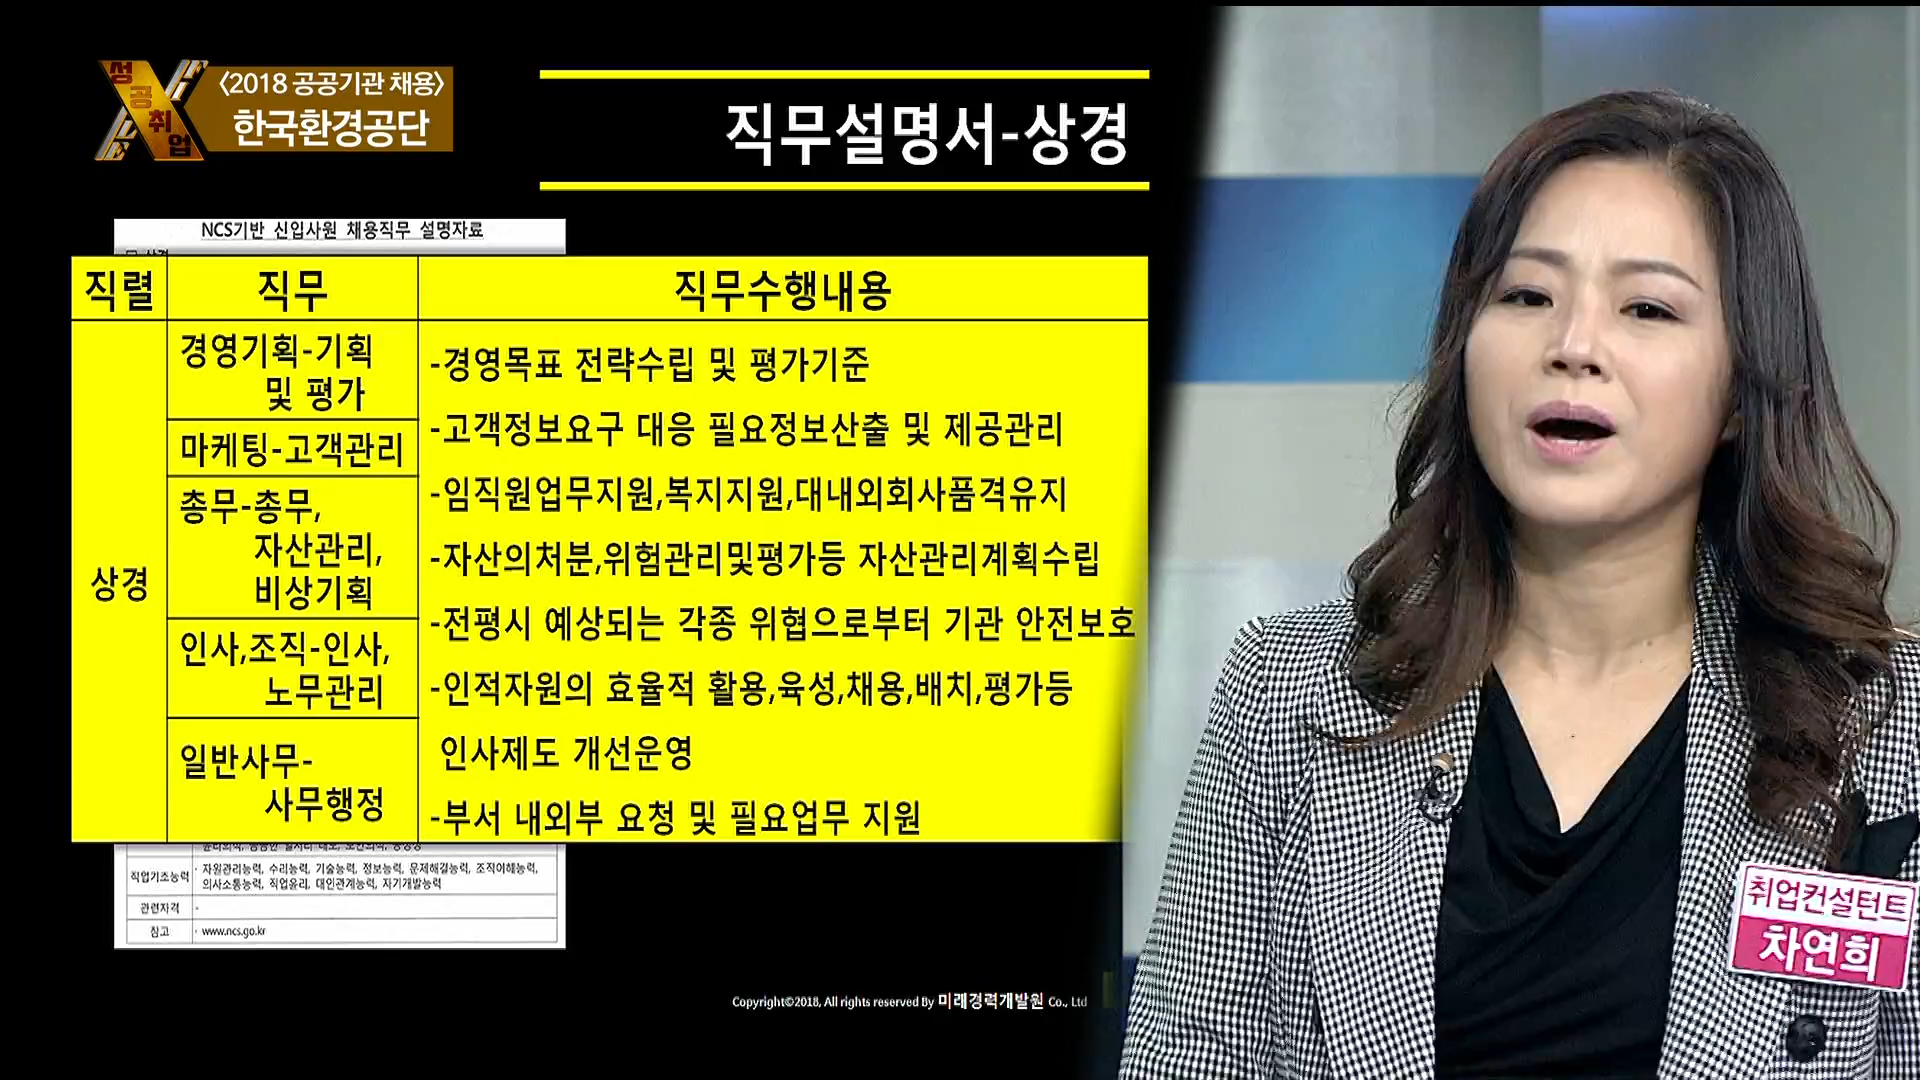 성공취업
〈2018 공공기관 채용〉
한국환경공단
직무설명서-상경
NCS기반 신입사원 채용직무 설명자료
직렬
직무
직무수행내용
상경
경영기획-기획
및 평가
마케팅-고객관리
총무-총무,
자산관리,
비상기획
인사,조직-인사,
노무관리
일반사무-
사무행정
-경영목표 전략수립 및 평가기준
-고객정보요구 대응 필요정보산출 및 제공관리
-임직원업무지원,복지지원,대내외회사품격유지
-자산의처분,위험관리및평가등 자산관리계획수립
-전평시 예상되는 각종 위협으로부터 기관 안전보호
-인적자원의 효율적 활용,육성,채용,배치,평가등
인사제도 개선운영
-부서 내외부 요청 및 필요업무 지원
직업기초능력
· 자원관리능력, 수리능력, 기술능력, 정보능력, 문제해결능력, 조직이해능력,
의사소통능력, 직업윤리, 대인관계능력, 자기개발능력
관련자격
-
참고
· www.ncs.go.kr
취업컨설턴트
차연희
Copyright©2018, All rights reserved By 미래경력개발원 Co., Ltd